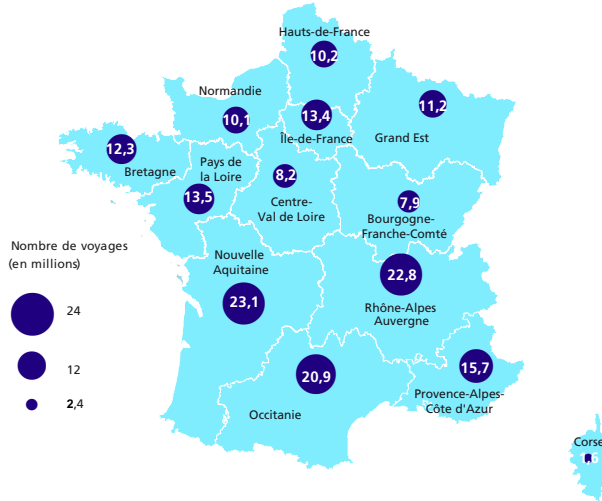 Hauts-de-France
10,2
Normandie
10,1
13,4
Île-de-France
11,2
Grand Est
12,3
Bretagne
Pays de
la Loire
13,5
8,2
Centre-
Val de Loire
7,9
Bourgogne-
Franche-Comté
Nombre de voyages
(en millions)
24
12
2,4
Nouvelle
Aquitaine
23,1
22,8
Rhône-Alpes
Auvergne
20,9
Occitanie
15,7
Provence-Alpes-
Côte d'Azur
Corse
1,6